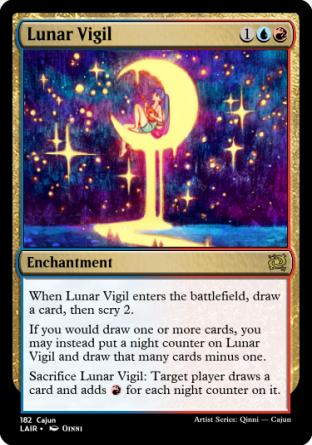 Lunar Vigil 1
Enchantment
When Lunar Vigil enters the battlefield, draw
a card, then scry 2.
If you would draw one or more cards, you
may instead put a night counter on Lunar
Vigil and draw that many cards minus one.
Sacrifice Lunar Vigil: Target player draws a
card and adds for each night counter on it.
182 Cajun
LAIR • Qinni
Artist Series: Qinni — Cajun